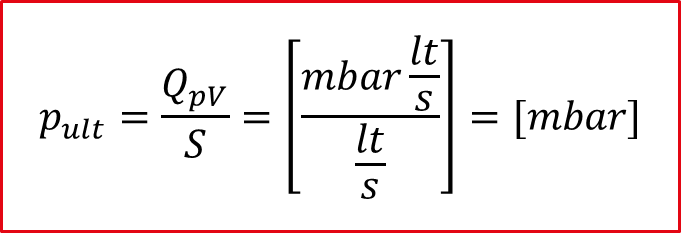 p_ult = Q_pV / S = [mbar lt/s / lt/s] = [mbar]